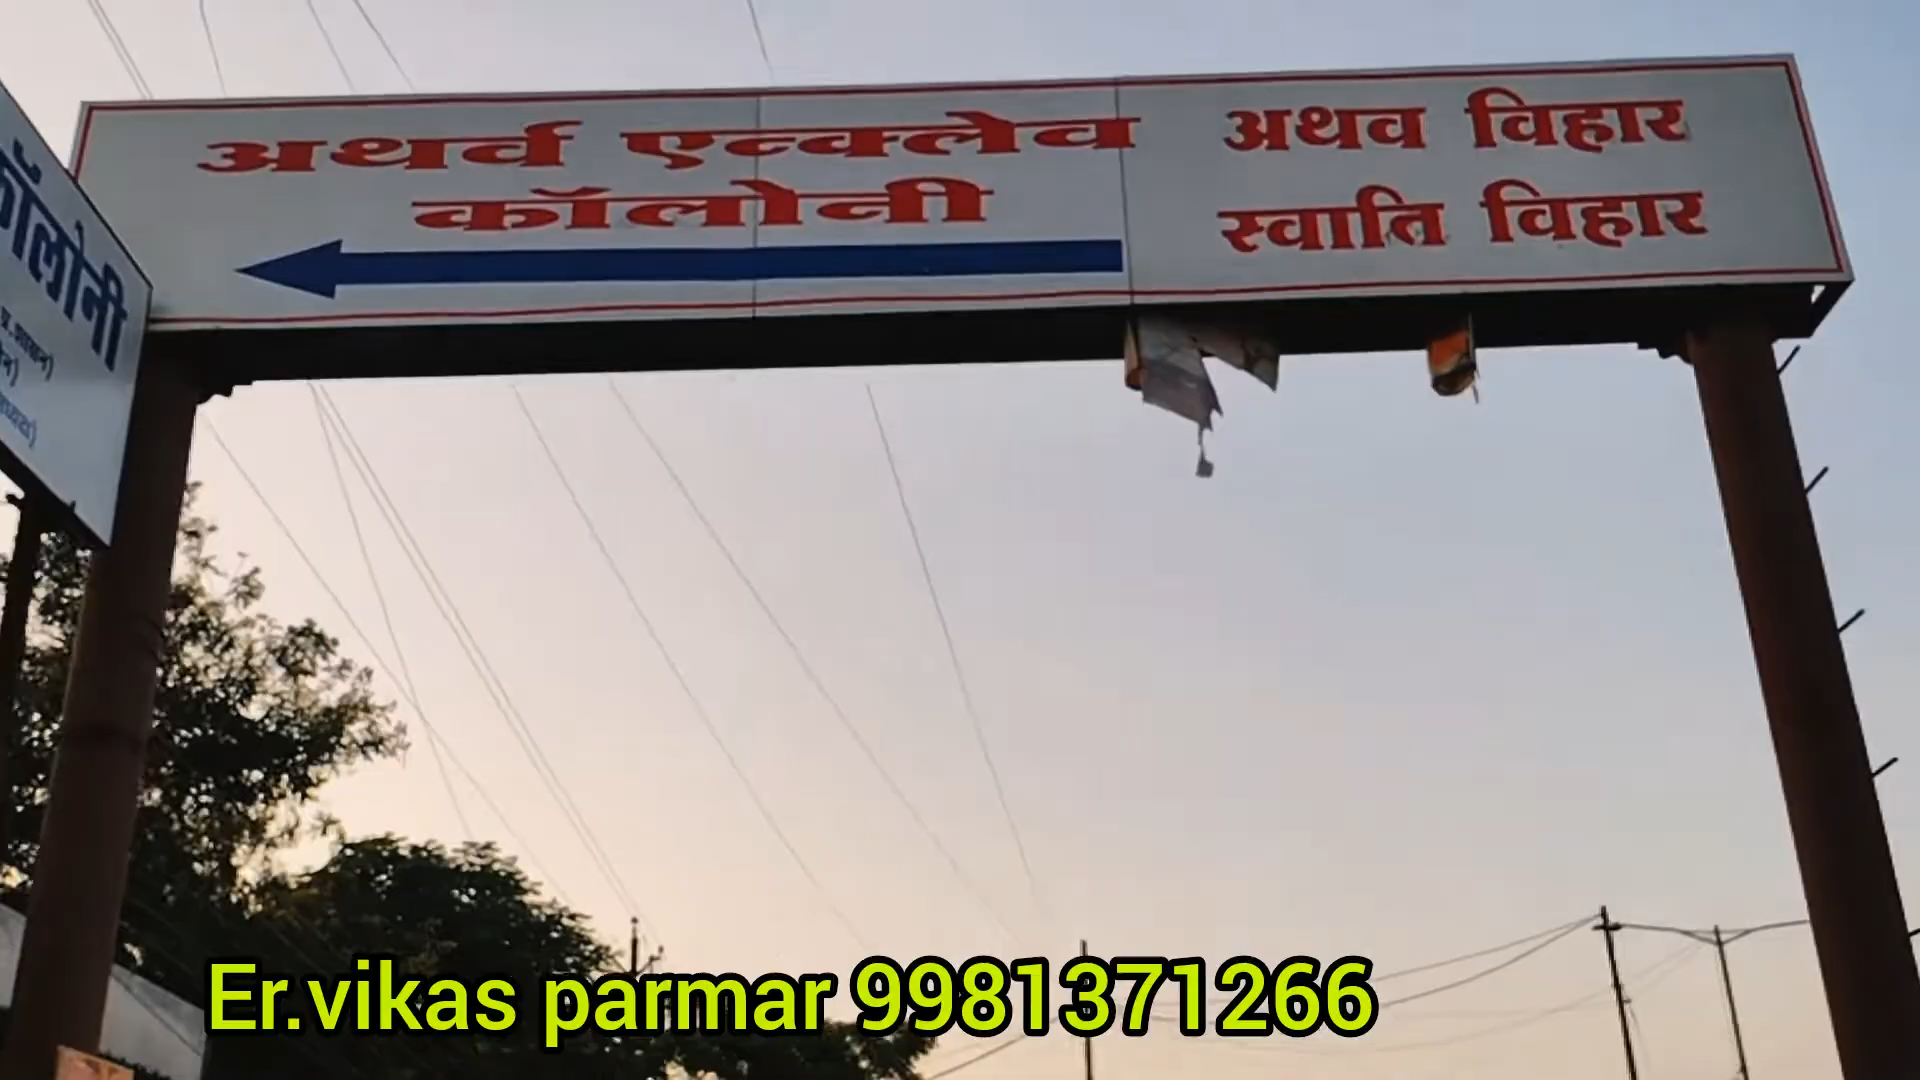 अथर्व एन्क्लेव
कॉलोनी
अथव विहार
स्वाति विहार
कॉलोनी
Er.vikas parmar 9981371266